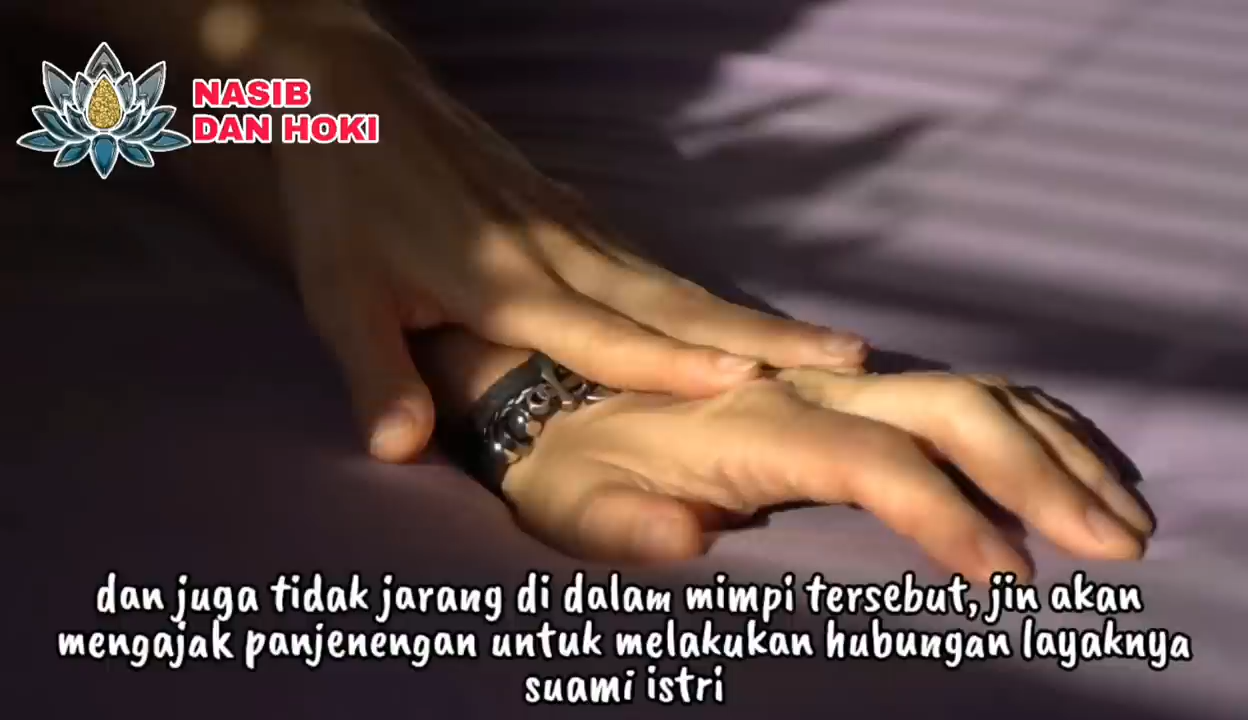 NASIB
DAN HOKI
dan juga tidak jarang di dalam mimpi tersebut, jin akan
mengajak panjenengan untuk melakukan hubungan layaknya
suami istri